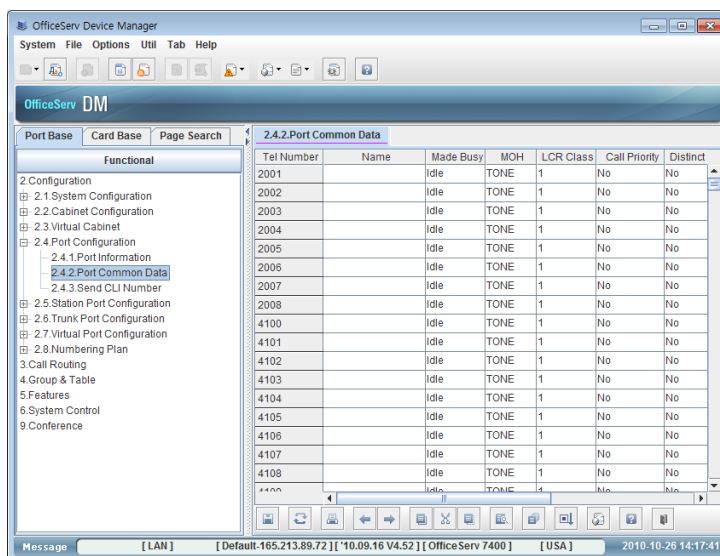 OfficeServ Device Manager
System File Options Util Tab Help
OfficeServ DM
Port Base Card Base Page Search
Functional
2.Configuration
2.1.System Configuration
2.2.Cabinet Configuration
2.3.Virtual Cabinet
2.4.Port Configuration
2.4.1.Port Information
2.4.2.Port Common Data
2.4.3.Send CLI Number
2.5.Station Port Configuration
2.6.Trunk Port Configuration
2.7.Virtual Port Configuration
2.8.Numbering Plan
3.Call Routing
4.Group & Table
5.Features
6.System Control
9.Conference
2.4.2.Port Common Data
Tel Number Name Made Busy MOH LCR Class Call Priority Distinct
2001 Idle TONE 1 No No
2002 Idle TONE 1 No No
2003 Idle TONE 1 No No
2004 Idle TONE 1 No No
2005 Idle TONE 1 No No
2006 Idle TONE 1 No No
2007 Idle TONE 1 No No
2008 Idle TONE 1 No No
4100 Idle TONE 1 No No
4101 Idle TONE 1 No No
4102 Idle TONE 1 No No
4103 Idle TONE 1 No No
4104 Idle TONE 1 No No
4105 Idle TONE 1 No No
4106 Idle TONE 1 No No
4107 Idle TONE 1 No No
4108 Idle TONE 1 No No
4109 Idle TONE 1 No No
Message [ LAN ] [ Default-165.213.89.72 ] [ '10.09.16 V4.52 ] [ OfficeServ 7400 ] [ USA ] 2010-10-26 14:17:41